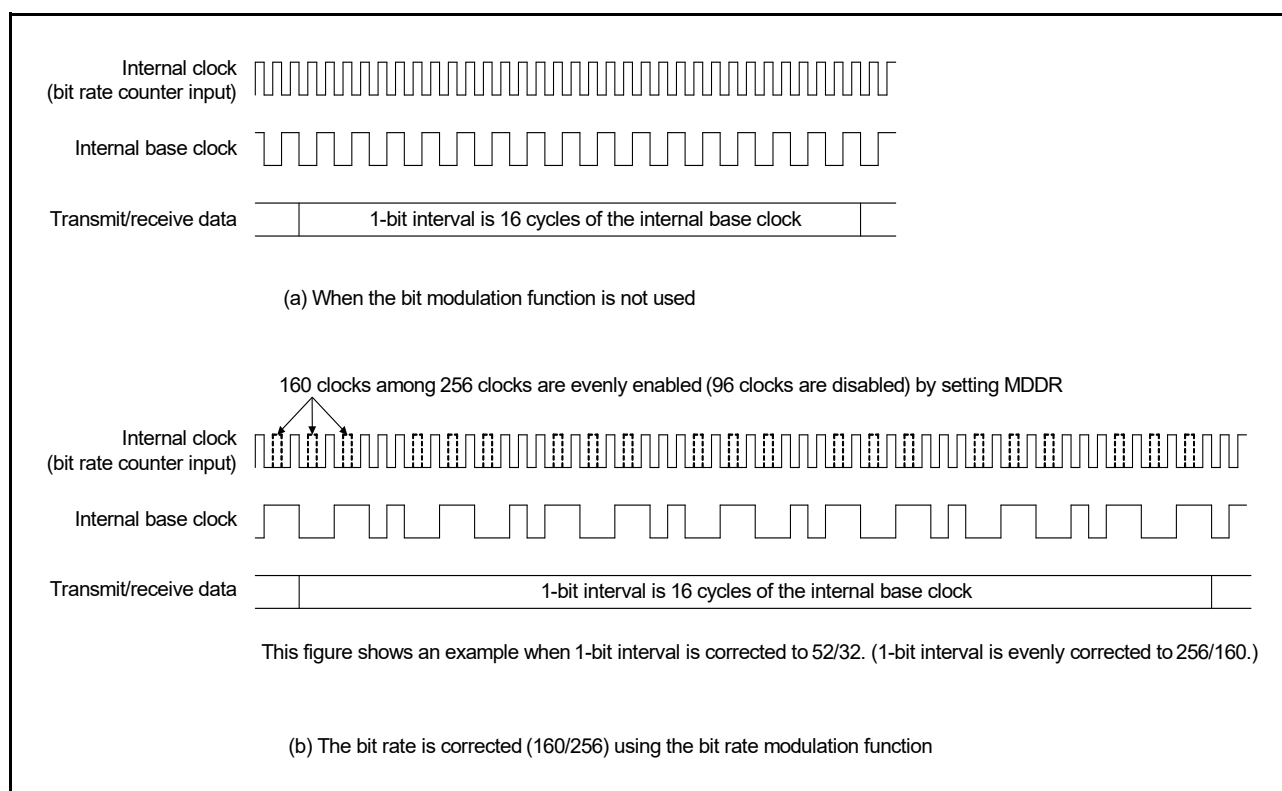 Internal clock
(bit rate counter input)
Internal base clock
Transmit/receive data
1-bit interval is 16 cycles of the internal base clock
(a) When the bit modulation function is not used
160 clocks among 256 clocks are evenly enabled (96 clocks are disabled) by setting MDDR
Internal clock
(bit rate counter input)
Internal base clock
Transmit/receive data
1-bit interval is 16 cycles of the internal base clock
This figure shows an example when 1-bit interval is corrected to 52/32. (1-bit interval is evenly corrected to 256/160.)
(b) The bit rate is corrected (160/256) using the bit rate modulation function